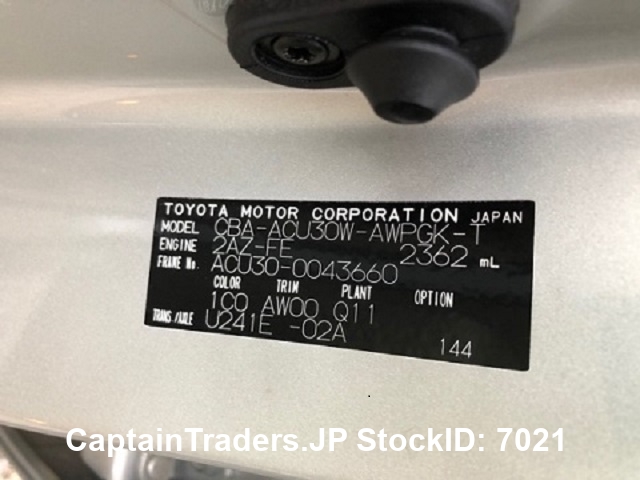 TOYOTA MOTOR CORPORATION JAPAN
MODEL CBA-ACU30W-AWPGK-T
ENGINE 2AZ-FE 2362 mL
FRAME No. ACU30-0043660
COLOR TRIM PLANT OPTION
1C0 AW00 Q11
TRANS/AXLE U241E -02A 144
CaptainTraders.JP StockID: 7021